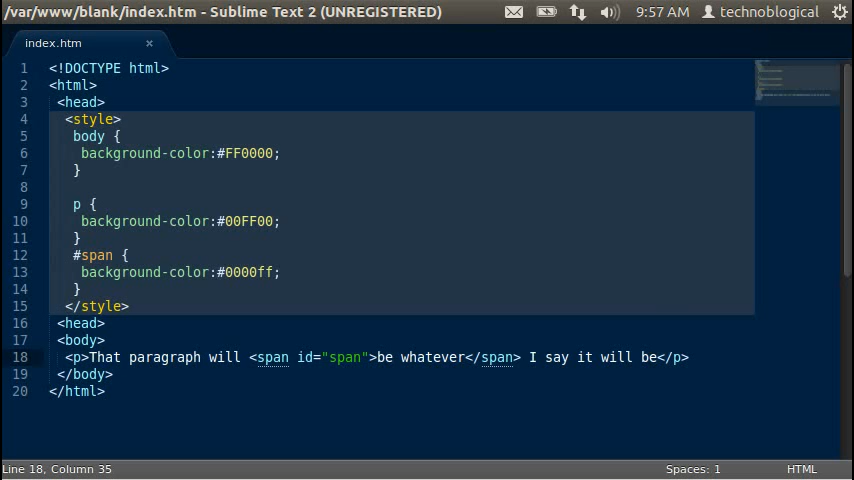 /var/www/blank/index.htm - Sublime Text 2 (UNREGISTERED) 9:57 AM technoblogical
index.htm ×
1 <!DOCTYPE html>
2 <html>
3 <head>
4 <style>
5 body {
6 background-color:#FF0000;
7 }
8
9 p {
10 background-color:#00FF00;
11 }
12 #span {
13 background-color:#0000ff;
14 }
15 </style>
16 <head>
17 <body>
18 <p>That paragraph will <span id="span">be whatever</span> I say it will be</p>
19 </body>
20 </html>
Line 18, Column 35 Spaces: 1 HTML